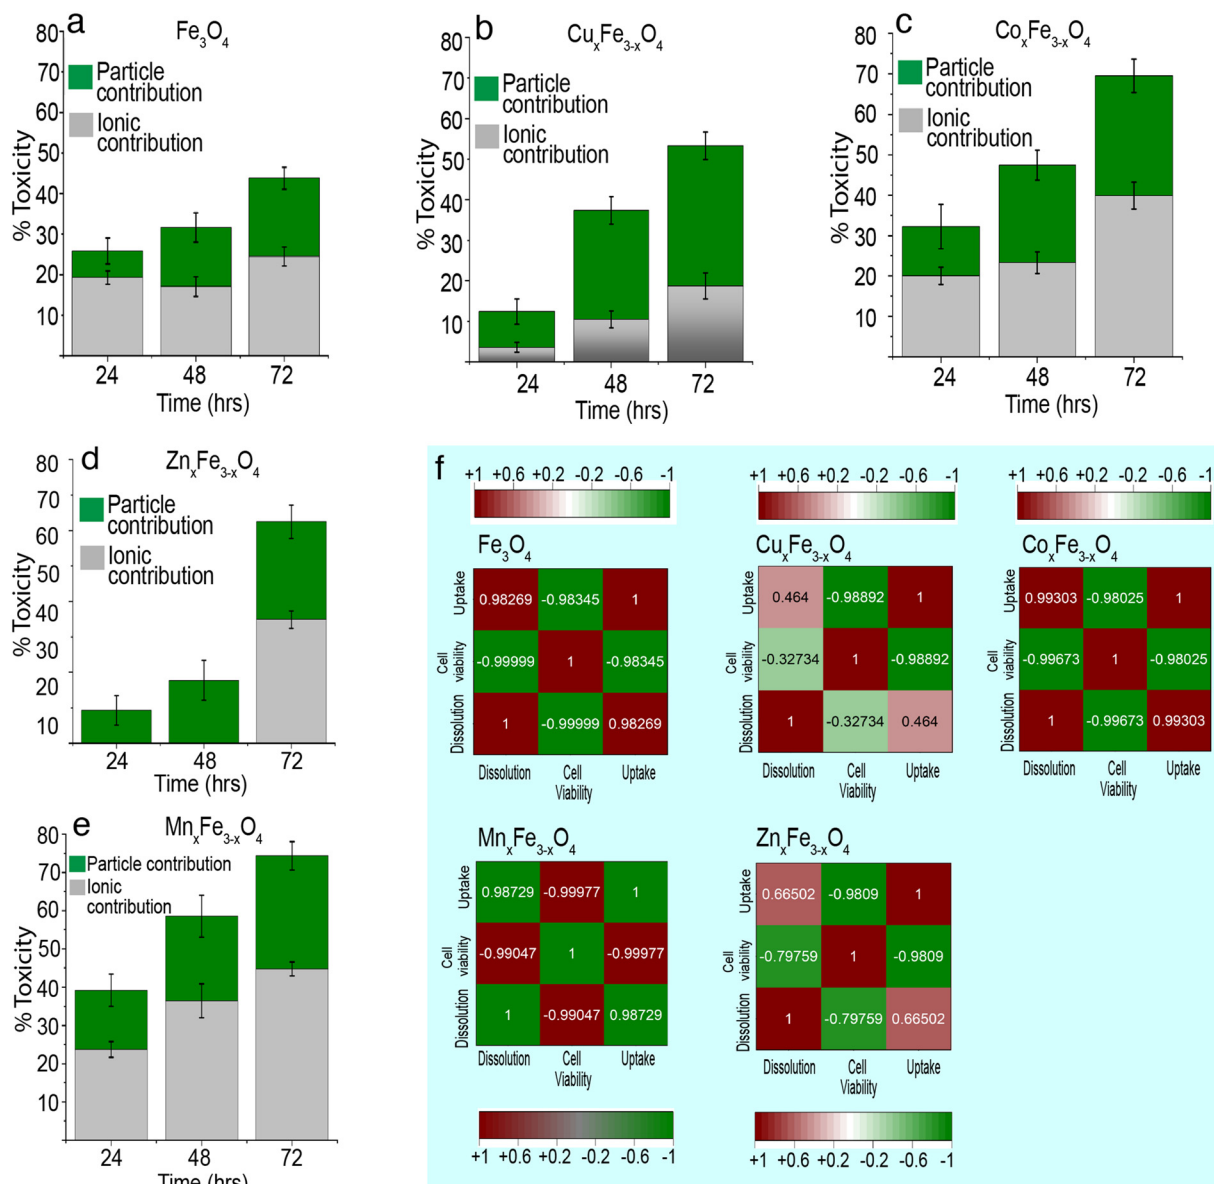 a
Fe3O4
80
70
60
50
40
30
20
10
% Toxicity
Particle
contribution
Ionic
contribution
24 48 72
Time (hrs)
b
CuxFe3-xO4
80
70
60
50
40
30
20
10
% Toxicity
Particle
contribution
Ionic
contribution
24 48 72
Time (hrs)
c
CoxFe3-xO4
80
70
60
50
40
30
20
10
% Toxicity
Particle
contribution
Ionic
contribution
24 48 72
Time (hrs)
d
ZnxFe3-xO4
80
70
60
50
40
30
20
10
% Toxicity
Particle
contribution
Ionic
contribution
24 48 72
Time (hrs)
e
MnxFe3-xO4
80
70
60
50
40
30
20
10
% Toxicity
Particle contribution
Ionic
contribution
24 48 72
Time (hrs)
f
+1 +0.6 +0.2 -0.2 -0.6 -1
Fe3O4
Uptake
0.98269 -0.98345 1
Cell
viability
-0.99999 1 -0.98345
Dissolution
1 -0.99999 0.98269
Dissolution Cell Uptake
Viability
+1 +0.6 +0.2 -0.2 -0.6 -1
CuxFe3-xO4
Uptake
0.464 -0.98892 1
Cell
viability
-0.32734 1 -0.98892
Dissolution
1 -0.32734 0.464
Dissolution Cell Uptake
Viability
+1 +0.6 +0.2 -0.2 -0.6 -1
CoxFe3-xO4
Uptake
0.99303 -0.98025 1
Cell
viability
-0.99673 1 -0.98025
Dissolution
1 -0.99673 0.99303
Dissolution Cell Uptake
Viability
MnxFe3-xO4
Uptake
0.98729 -0.99977 1
Cell
viability
-0.99047 1 -0.99977
Dissolution
1 -0.99047 0.98729
Dissolution Cell Uptake
Viability
+1 +0.6 +0.2 -0.2 -0.6 -1
ZnxFe3-xO4
Uptake
0.66502 -0.9809 1
Cell
viability
-0.79759 1 -0.9809
Dissolution
1 -0.79759 0.66502
Dissolution Cell Uptake
Viability
+1 +0.6 +0.2 -0.2 -0.6 -1